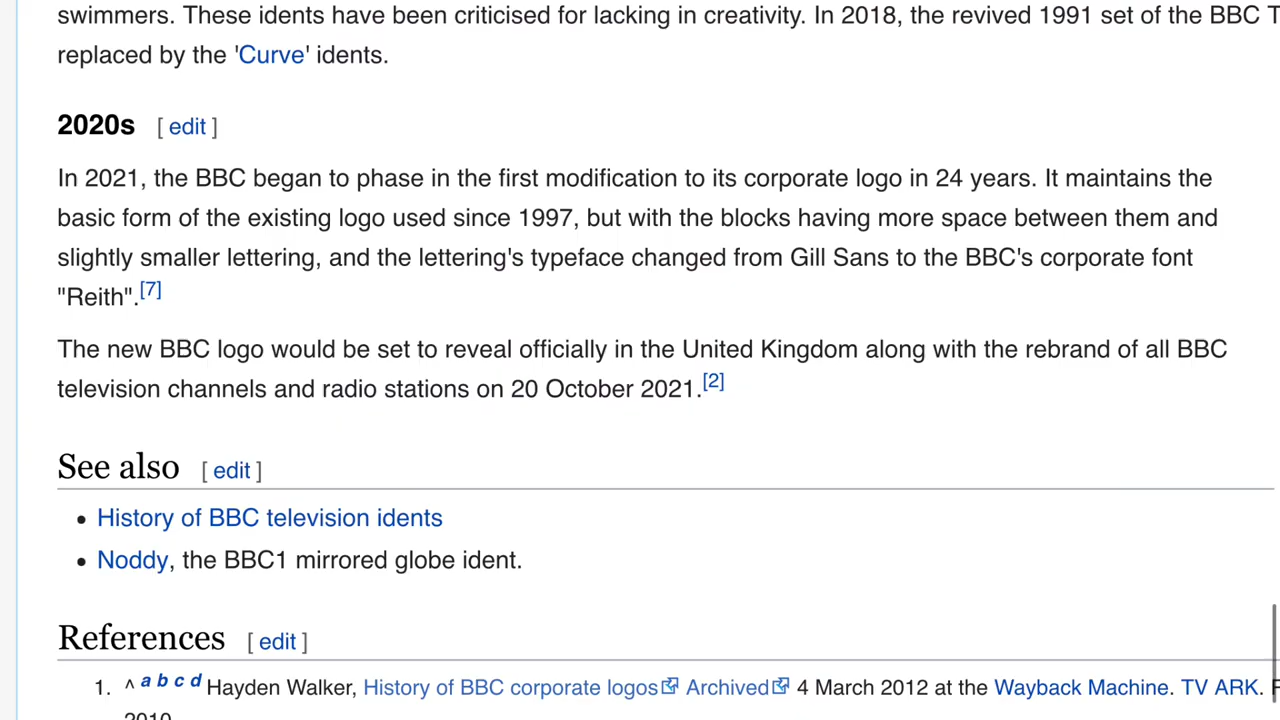 swimmers. These idents have been criticised for lacking in creativity. In 2018, the revived 1991 set of the BBC
replaced by the 'Curve' idents.
2020s [ edit ]
In 2021, the BBC began to phase in the first modification to its corporate logo in 24 years. It maintains the
basic form of the existing logo used since 1997, but with the blocks having more space between them and
slightly smaller lettering, and the lettering's typeface changed from Gill Sans to the BBC's corporate font
"Reith".[7]
The new BBC logo would be set to reveal officially in the United Kingdom along with the rebrand of all BBC
television channels and radio stations on 20 October 2021.[2]
See also [ edit ]
• History of BBC television idents
• Noddy, the BBC1 mirrored globe ident.
References [ edit ]
1. ^ a b c d Hayden Walker, History of BBC corporate logos Archived 4 March 2012 at the Wayback Machine. TV ARK.
2010